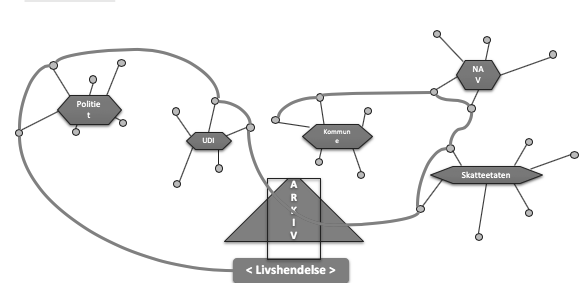 NA
V
Politie
t
Kommun
e
UDI
Skatteetaten
A
R
K
I
V
< Livshendelse >